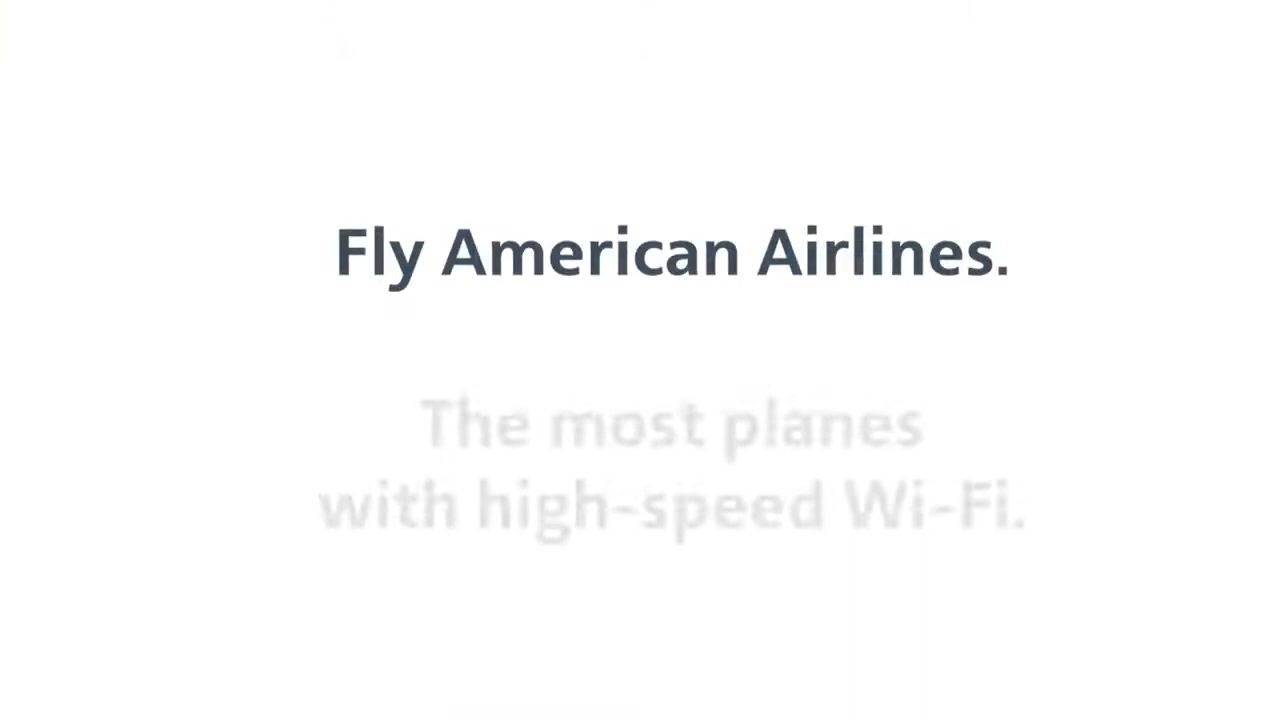 Fly American Airlines.
The most planes
with high-speed Wi-Fi.